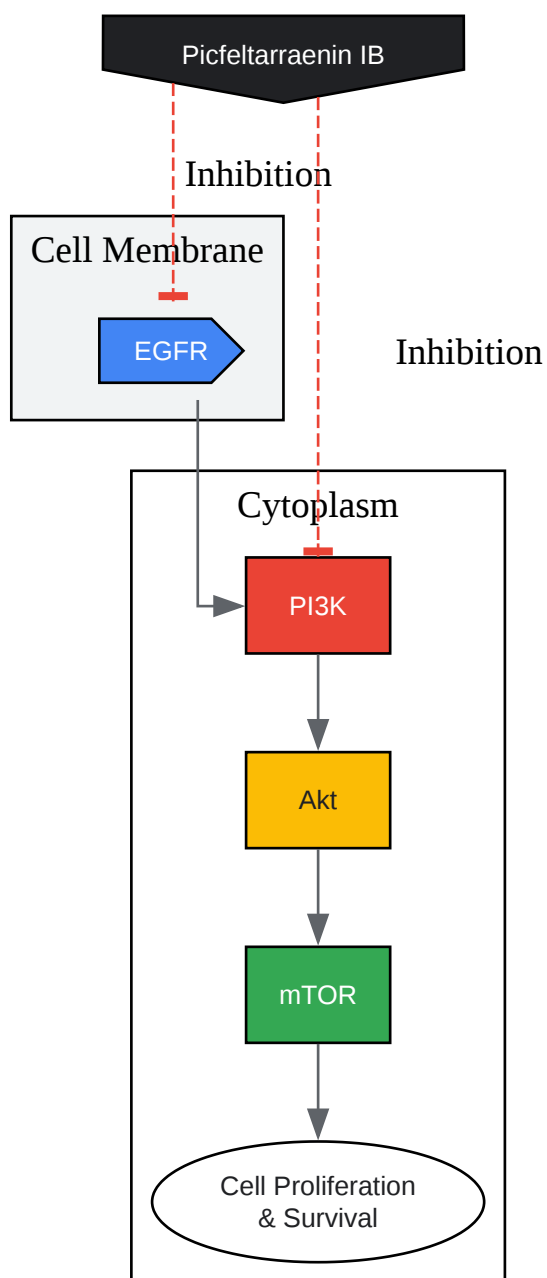 Picfeltarraenin IB
Inhibition
Cell Membrane
EGFR
Inhibition
Cytoplasm
PI3K
Akt
mTOR
Cell Proliferation
& Survival